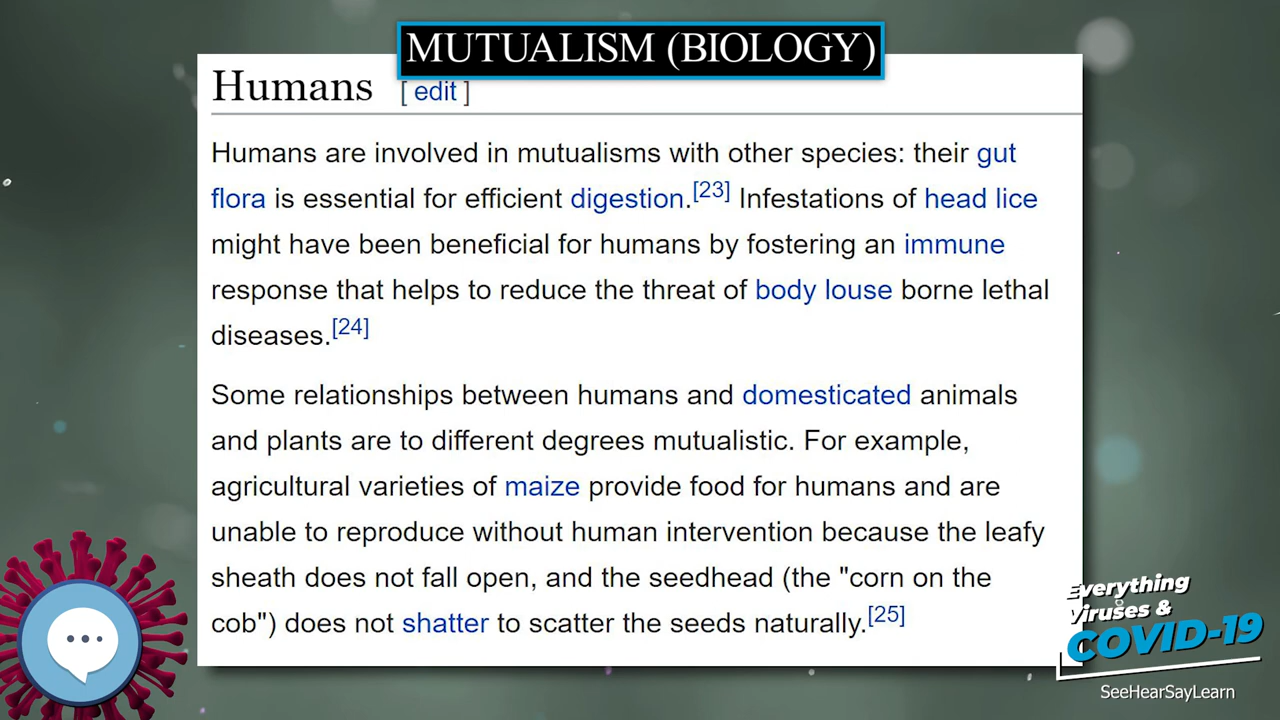 MUTUALISM (BIOLOGY)
Humans [ edit ]
Humans are involved in mutualisms with other species: their gut
flora is essential for efficient digestion.[23] Infestations of head lice
might have been beneficial for humans by fostering an immune
response that helps to reduce the threat of body louse borne lethal
diseases.[24]
Some relationships between humans and domesticated animals
and plants are to different degrees mutualistic. For example,
agricultural varieties of maize provide food for humans and are
unable to reproduce without human intervention because the leafy
sheath does not fall open, and the seedhead (the "corn on the
cob") does not shatter to scatter the seeds naturally.[25]
Everything
Viruses &
COVID-19
SeeHearSayLearn